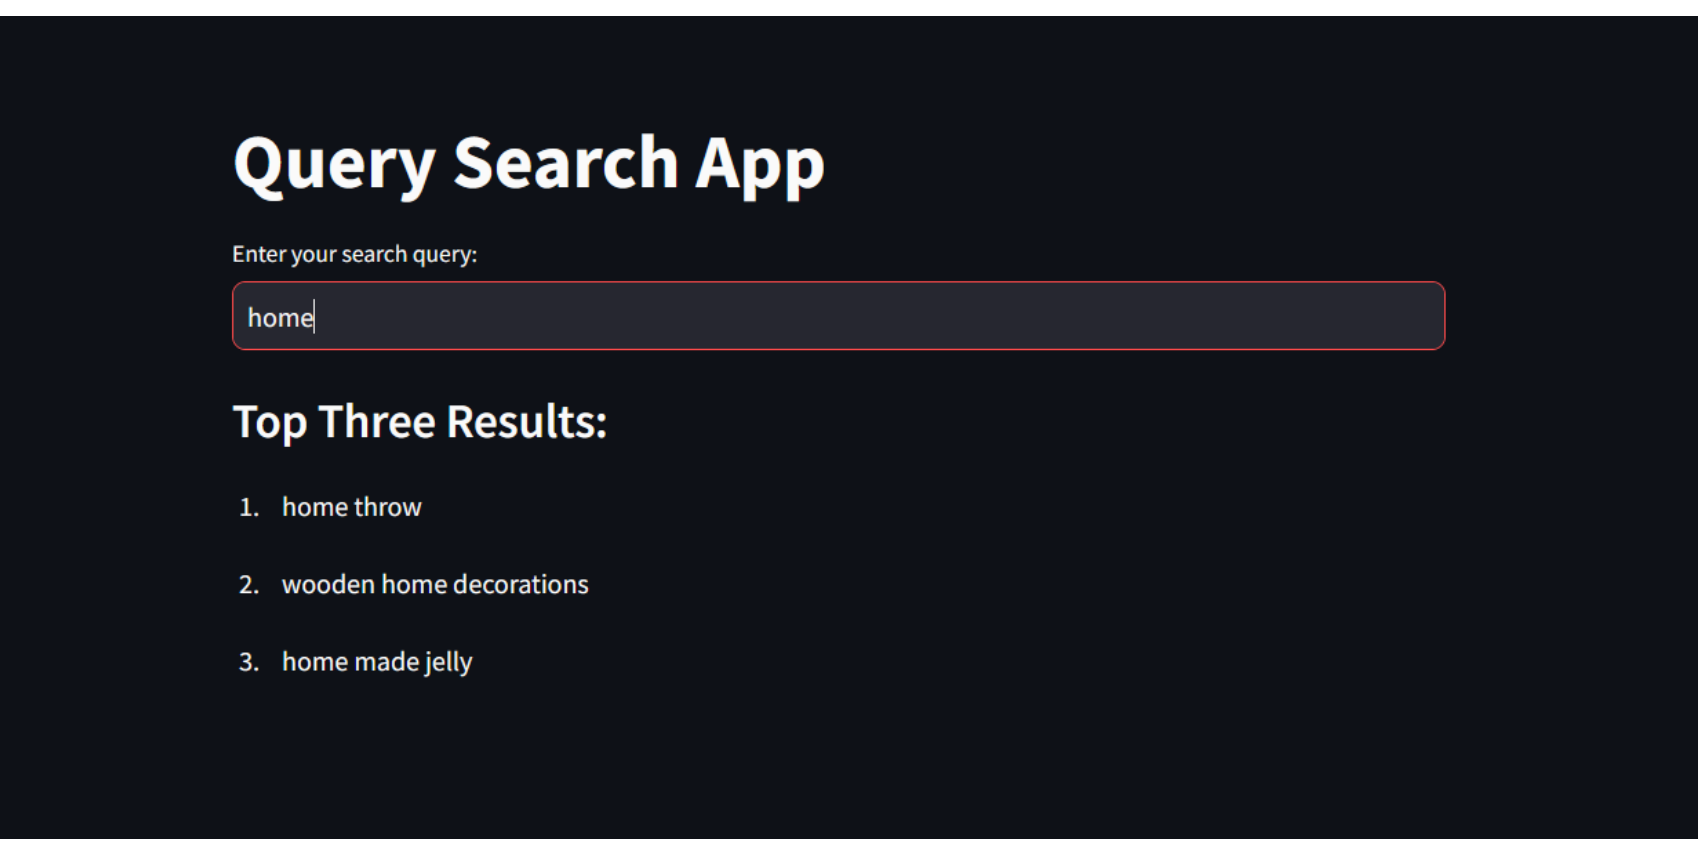 Query Search App
Enter your search query:
home
Top Three Results:
1. home throw
2. wooden home decorations
3. home made jelly